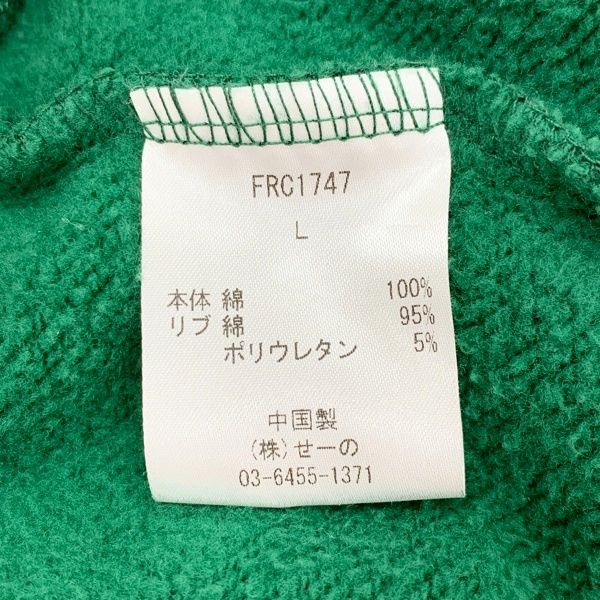 FRC1747
L
本体 綿 100%
リブ 綿 95%
ポリウレタン 5%
中国製
(株)せーの
03-6455-1371